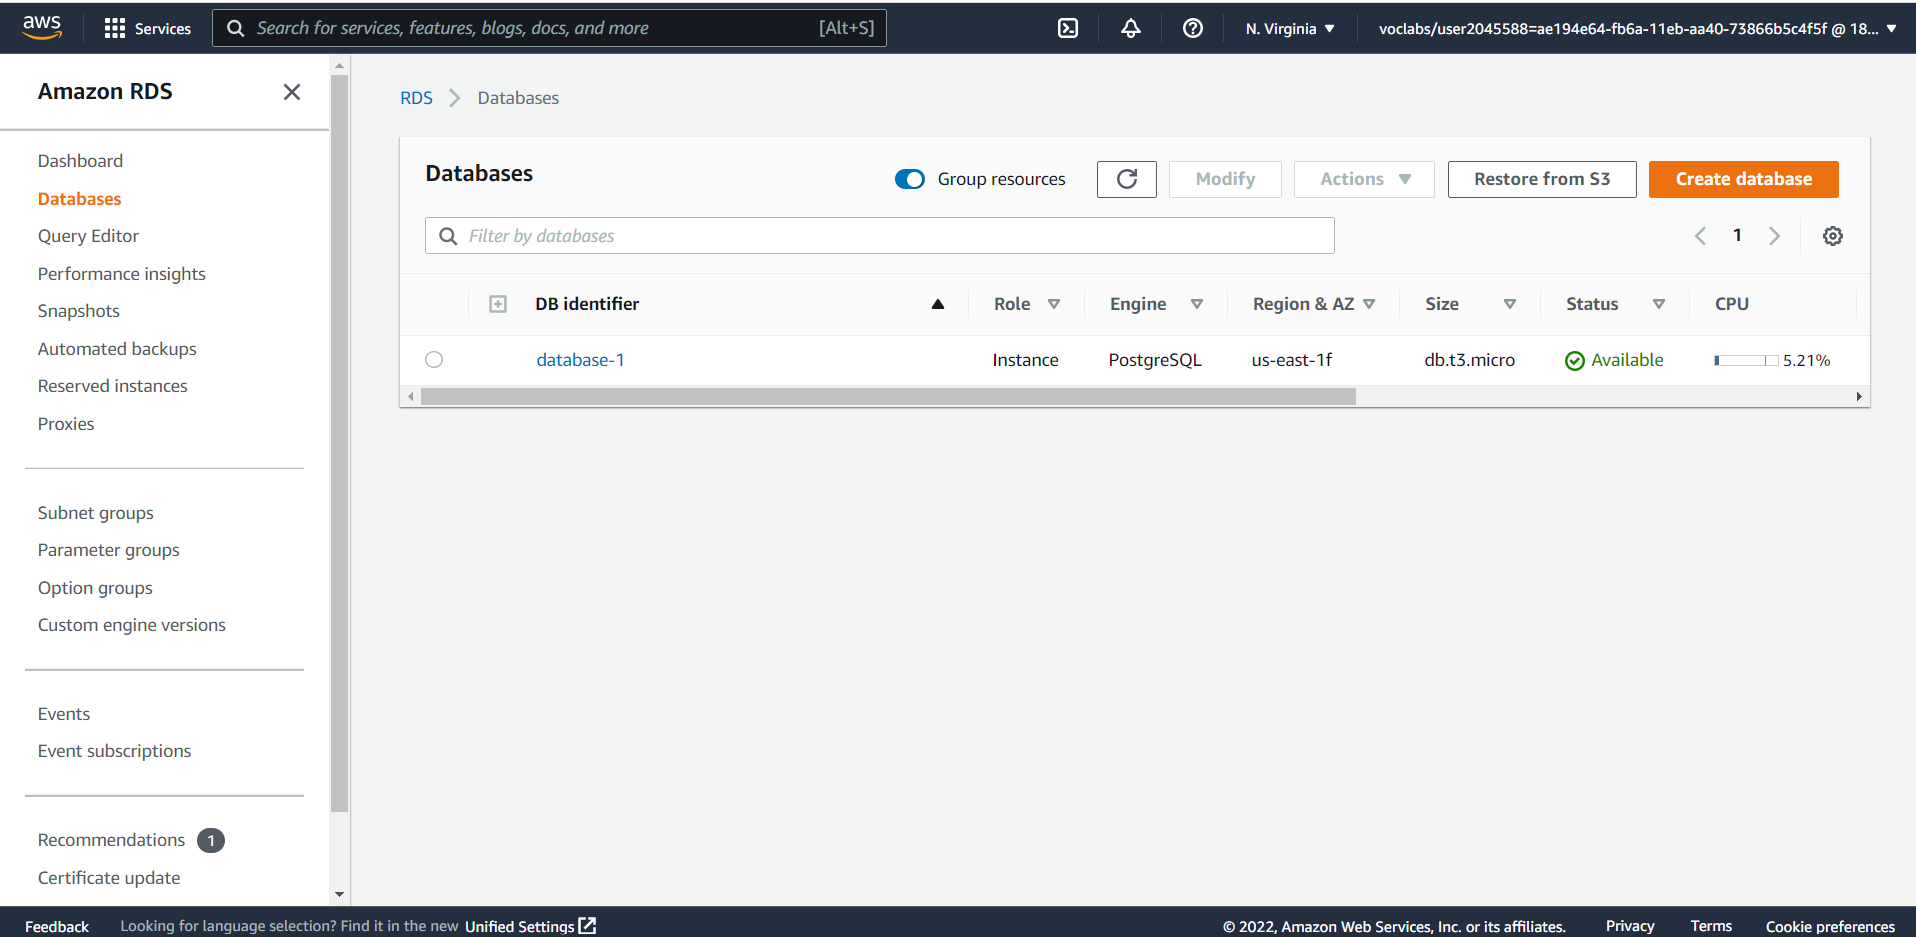 aws
Services
Search for services, features, blogs, docs, and more [Alt+S]
N. Virginia
voclabs/user2045588=ae194e64-fb6a-11eb-aa40-73866b5c4f5f @ 18...
Amazon RDS
Dashboard
Databases
Query Editor
Performance insights
Snapshots
Automated backups
Reserved instances
Proxies
Subnet groups
Parameter groups
Option groups
Custom engine versions
Events
Event subscriptions
Recommendations 1
Certificate update
RDS > Databases
Databases
Group resources
Modify
Actions
Restore from S3
Create database
Filter by databases
1
DB identifier Role Engine Region & AZ Size Status CPU
database-1 Instance PostgreSQL us-east-1f db.t3.micro Available 5.21%
Feedback Looking for language selection? Find it in the new Unified Settings
© 2022, Amazon Web Services, Inc. or its affiliates. Privacy Terms Cookie preferences